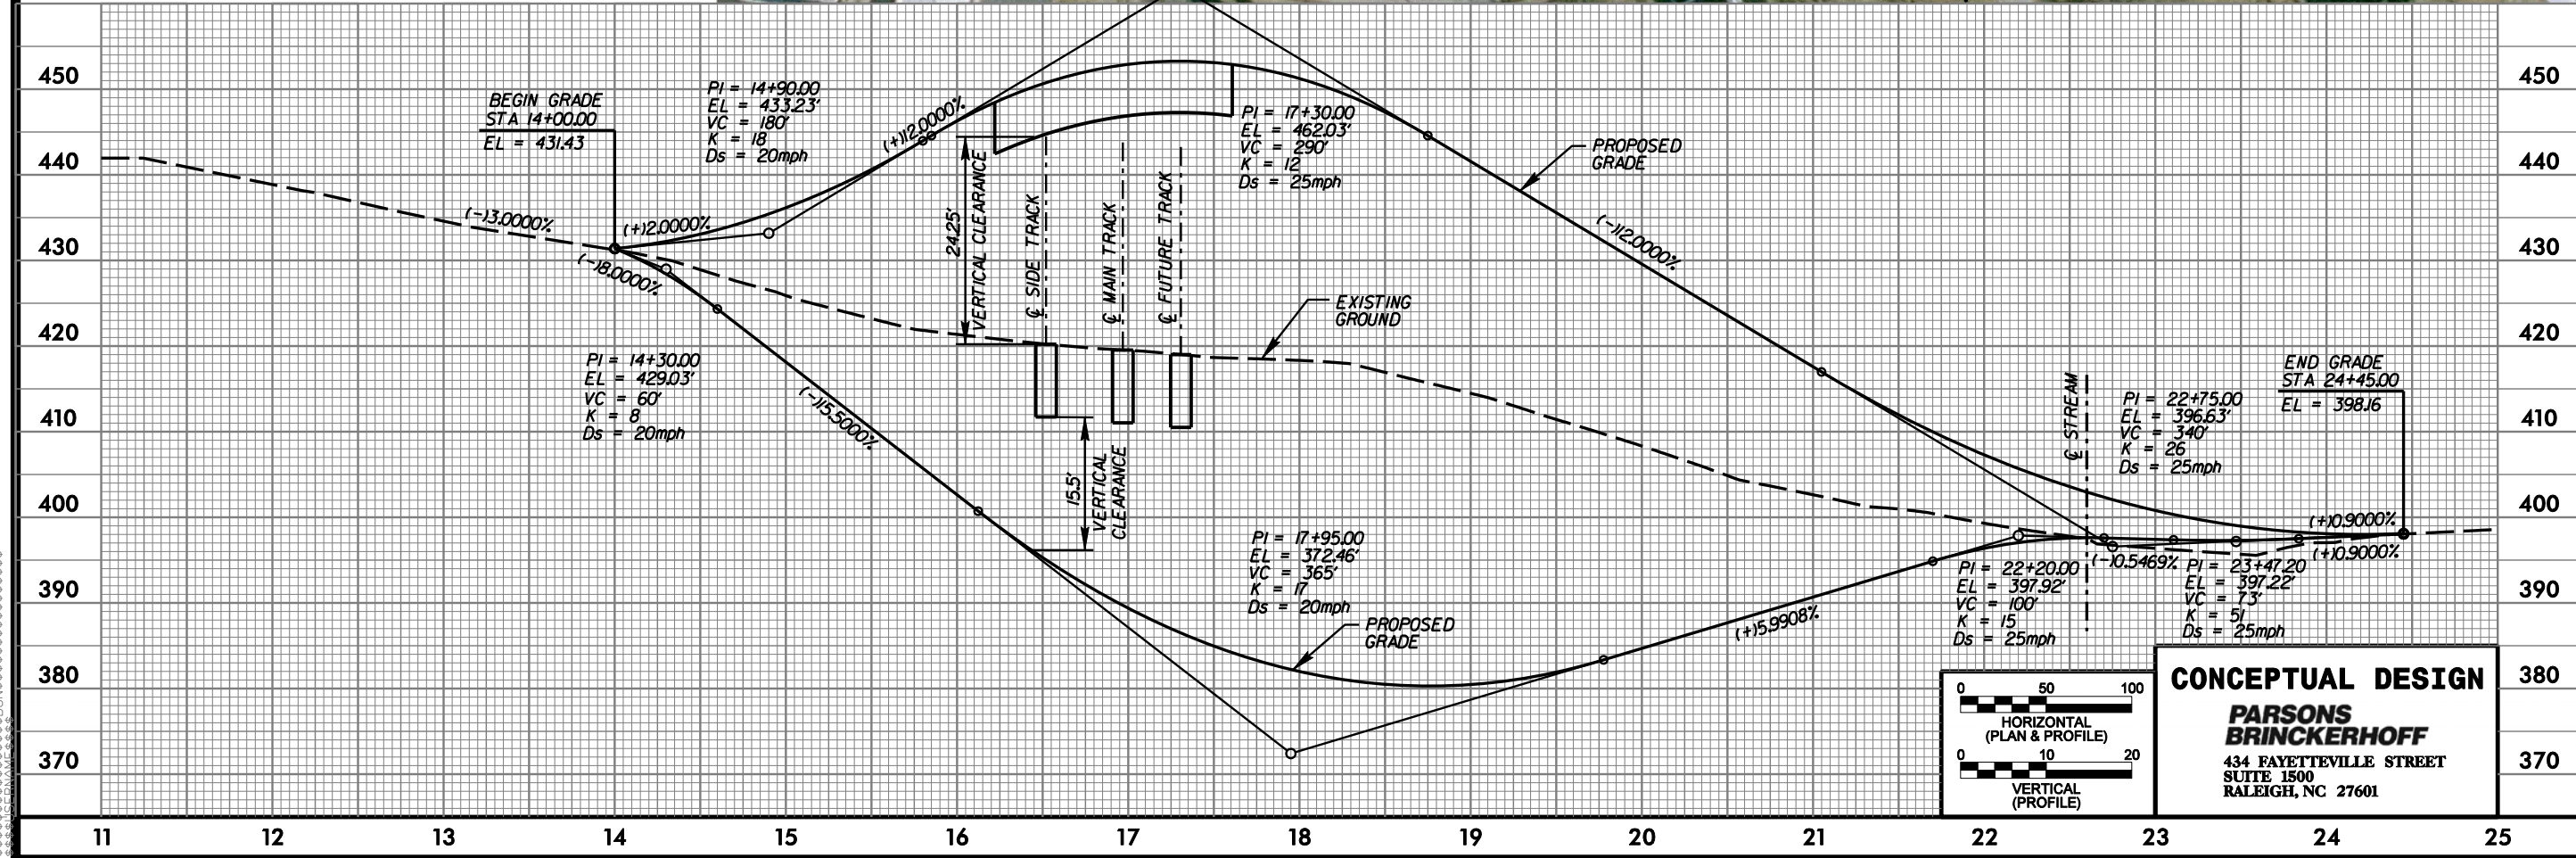 450
440
430
420
410
400
390
380
370
BEGIN GRADE
STA 14+00.00
EL = 431.43
PI = 14+90.00
EL = 433.23'
VC = 180'
K = 18
Ds = 20mph
(-)3.0000%
(+)2.0000%
(-)8.0000%
(+)12.0000%
PI = 14+30.00
EL = 429.03'
VC = 60'
K = 8
Ds = 20mph
(-)15.5000%
24.25'
VERTICAL CLEARANCE
℄ SIDE TRACK
℄ MAIN TRACK
℄ FUTURE TRACK
15.5'
VERTICAL
CLEARANCE
PI = 17+30.00
EL = 462.03'
VC = 290'
K = 12
Ds = 25mph
EXISTING
GROUND
PROPOSED
GRADE
(-)12.0000%
PI = 17+95.00
EL = 372.46'
VC = 365'
K = 17
Ds = 20mph
PROPOSED
GRADE
(+)5.9908%
℄ STREAM
PI = 22+75.00
EL = 396.63'
VC = 340'
K = 26
Ds = 25mph
END GRADE
STA 24+45.00
EL = 398.16
(+)0.9000%
(+)0.9000%
(-)0.5469%
PI = 22+20.00
EL = 397.92'
VC = 100'
K = 15
Ds = 25mph
PI = 23+47.20
EL = 397.22'
VC = 73'
K = 51
Ds = 25mph
450
440
430
420
410
400
390
380
370
0 50 100
HORIZONTAL
(PLAN & PROFILE)
0 10 20
VERTICAL
(PROFILE)
CONCEPTUAL DESIGN
PARSONS
BRINCKERHOFF
434 FAYETTEVILLE STREET
SUITE 1500
RALEIGH, NC 27601
11 12 13 14 15 16 17 18 19 20 21 22 23 24 25